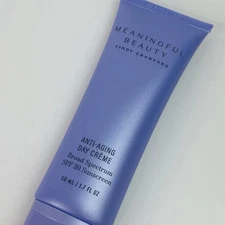 MEANINGFUL
BEAUTY
CINDY CRAWFORD
ANTI-AGING
DAY CRÈME
Broad Spectrum
SPF 30 Sunscreen
50 ML / 1.7 FL OZ